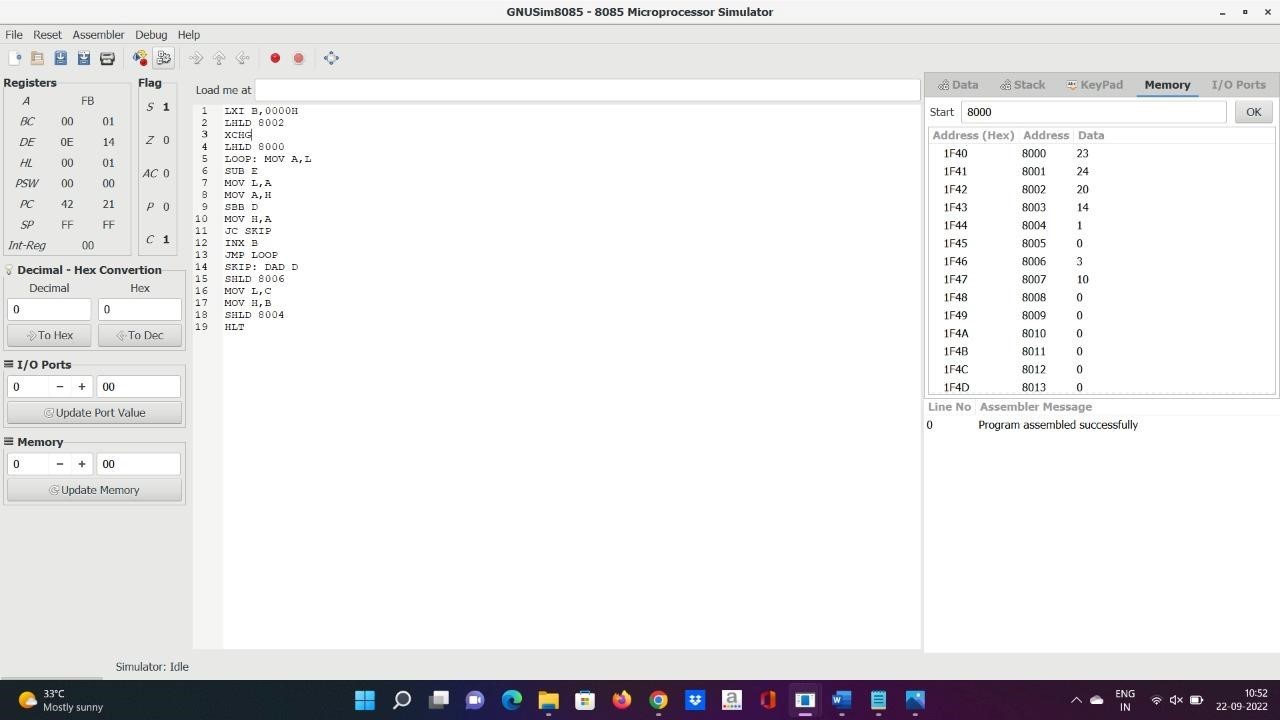 GNUSim8085 - 8085 Microprocessor Simulator
File Reset Assembler Debug Help
Registers
A FB
BC 00 01
DE 0E 14
HL 00 01
PSW 00 00
PC 42 21
SP FF FF
Int-Reg 00
Flag
S 1
Z 0
AC 0
P 0
C 1
Decimal - Hex Convertion
Decimal Hex
0 0
To Hex To Dec
I/O Ports
0 − + 00
Update Port Value
Memory
0 − + 00
Update Memory
Load me at
1 LXI B,0000H
2 LHLD 8002
3 XCHG
4 LHLD 8000
5 LOOP: MOV A,L
6 SUB E
7 MOV L,A
8 MOV A,H
9 SBB D
10 MOV H,A
11 JC SKIP
12 INX B
13 JMP LOOP
14 SKIP: DAD D
15 SHLD 8006
16 MOV L,C
17 MOV H,B
18 SHLD 8004
19 HLT
Data Stack KeyPad Memory I/O Ports
Start 8000 OK
Address (Hex) Address Data
1F40 8000 23
1F41 8001 24
1F42 8002 20
1F43 8003 14
1F44 8004 1
1F45 8005 0
1F46 8006 3
1F47 8007 10
1F48 8008 0
1F49 8009 0
1F4A 8010 0
1F4B 8011 0
1F4C 8012 0
1F4D 8013 0
Line No Assembler Message
0 Program assembled successfully
Simulator: Idle
33°C
Mostly sunny
ENG
IN
10:52
22-09-2022